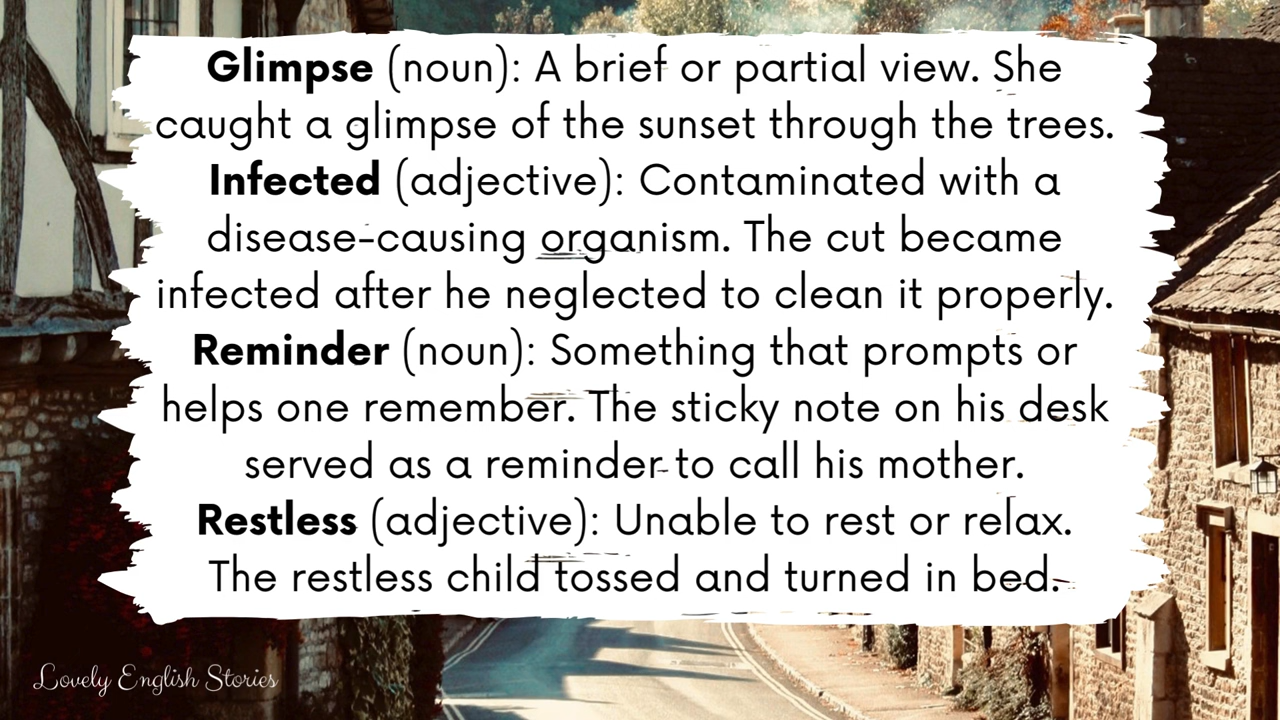 Glimpse (noun): A brief or partial view. She
caught a glimpse of the sunset through the trees.
Infected (adjective): Contaminated with a
disease-causing organism. The cut became
infected after he neglected to clean it properly.
Reminder (noun): Something that prompts or
helps one remember. The sticky note on his desk
served as a reminder to call his mother.
Restless (adjective): Unable to rest or relax.
The restless child tossed and turned in bed.
Lovely English Stories